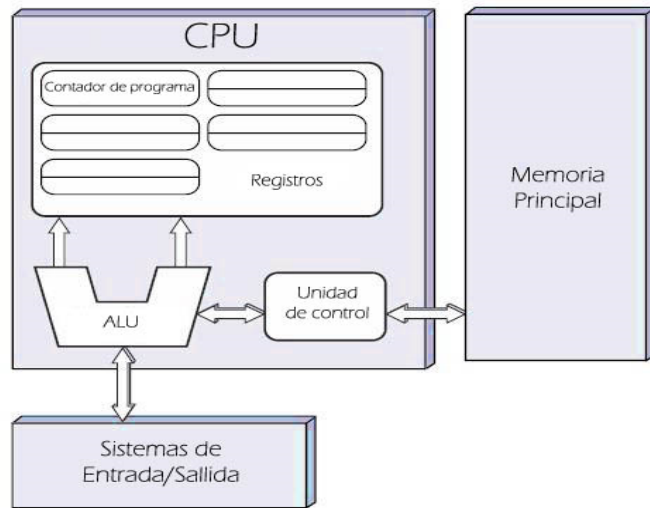 CPU
Contador de programa
Registros
Memoria
Principal
Unidad
de control
ALU
Sistemas de
Entrada/Sallida